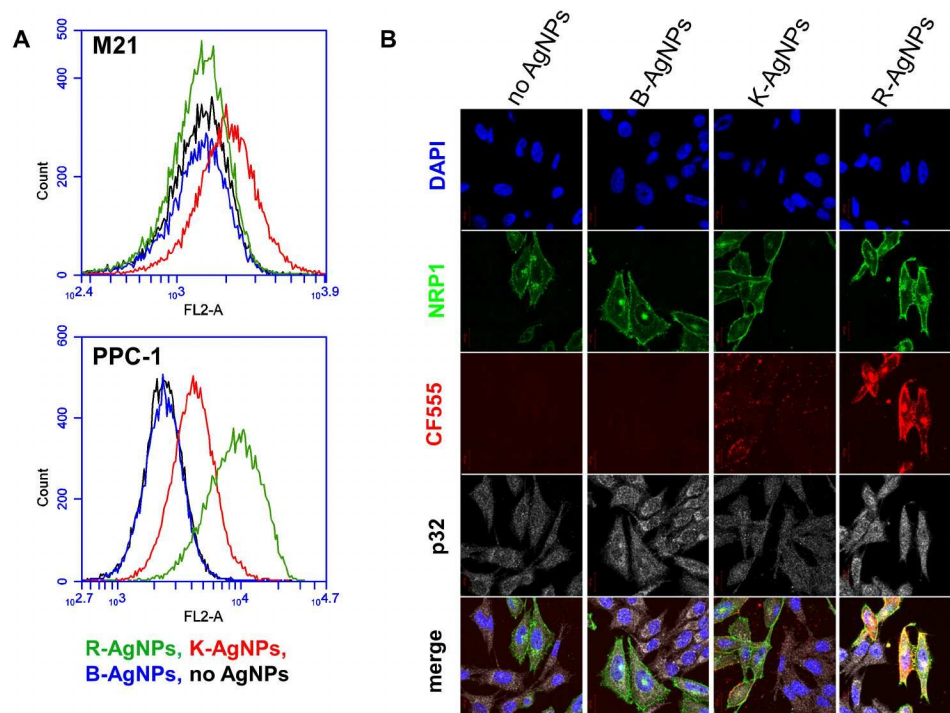 A
M21
500
400
200
0
Count
10^2.4 10^3 10^3.9
FL2-A
PPC-1
600
400
200
0
Count
10^2.7 10^3 10^4 10^4.7
FL2-A
R-AgNPs, K-AgNPs,
B-AgNPs, no AgNPs
B
no AgNPs B-AgNPs K-AgNPs R-AgNPs
DAPI
NRP1
CF555
p32
merge